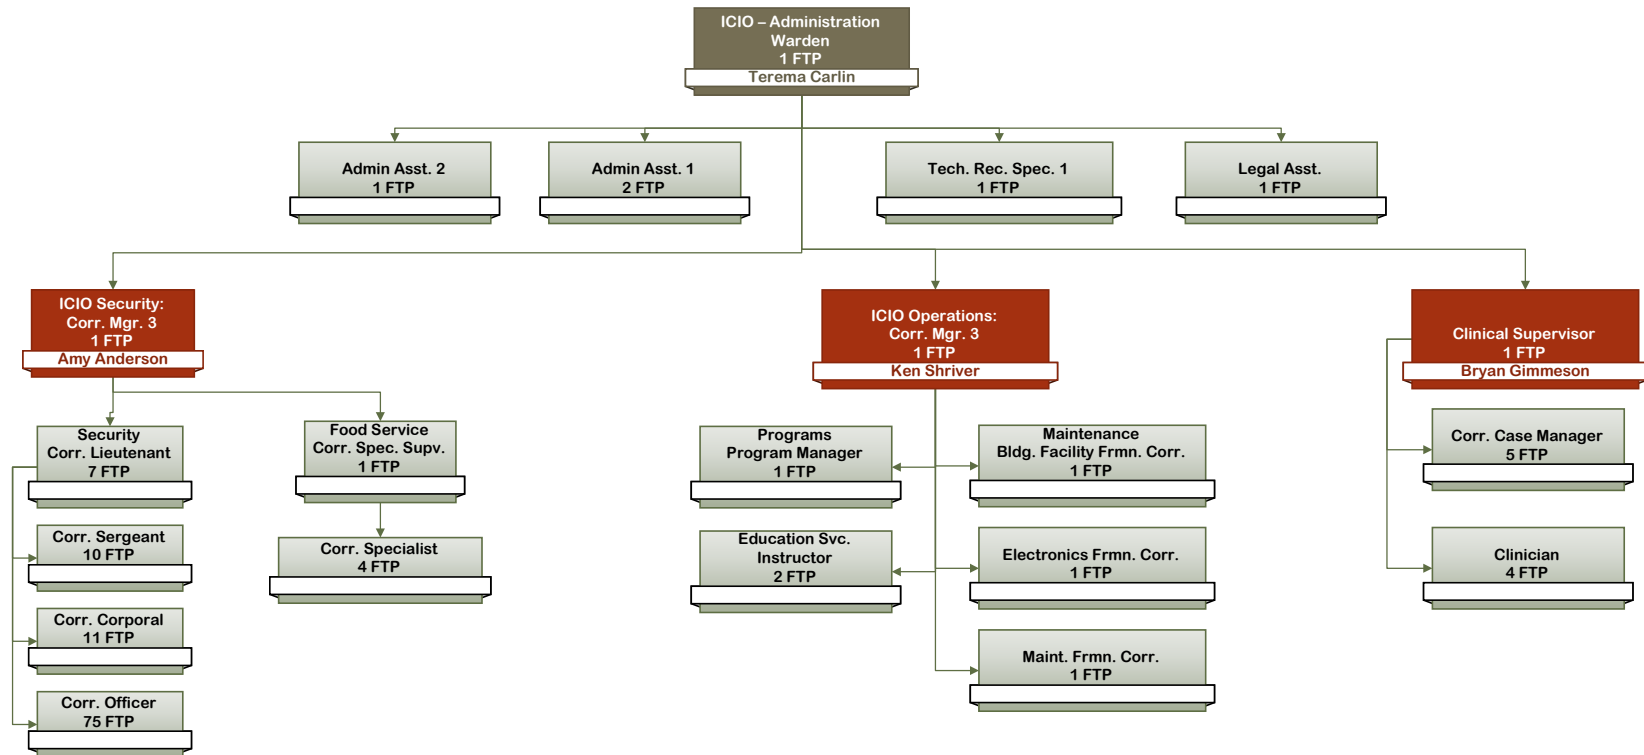 ICIO – Administration
Warden
1 FTP
Terema Carlin
Admin Asst. 2
1 FTP
Admin Asst. 1
2 FTP
Tech. Rec. Spec. 1
1 FTP
Legal Asst.
1 FTP
ICIO Security:
Corr. Mgr. 3
1 FTP
Amy Anderson
ICIO Operations:
Corr. Mgr. 3
1 FTP
Ken Shriver
Clinical Supervisor
1 FTP
Bryan Gimmeson
Security
Corr. Lieutenant
7 FTP
Food Service
Corr. Spec. Supv.
1 FTP
Corr. Sergeant
10 FTP
Corr. Specialist
4 FTP
Corr. Corporal
11 FTP
Corr. Officer
75 FTP
Programs
Program Manager
1 FTP
Maintenance
Bldg. Facility Frmn. Corr.
1 FTP
Education Svc.
Instructor
2 FTP
Electronics Frmn. Corr.
1 FTP
Maint. Frmn. Corr.
1 FTP
Corr. Case Manager
5 FTP
Clinician
4 FTP